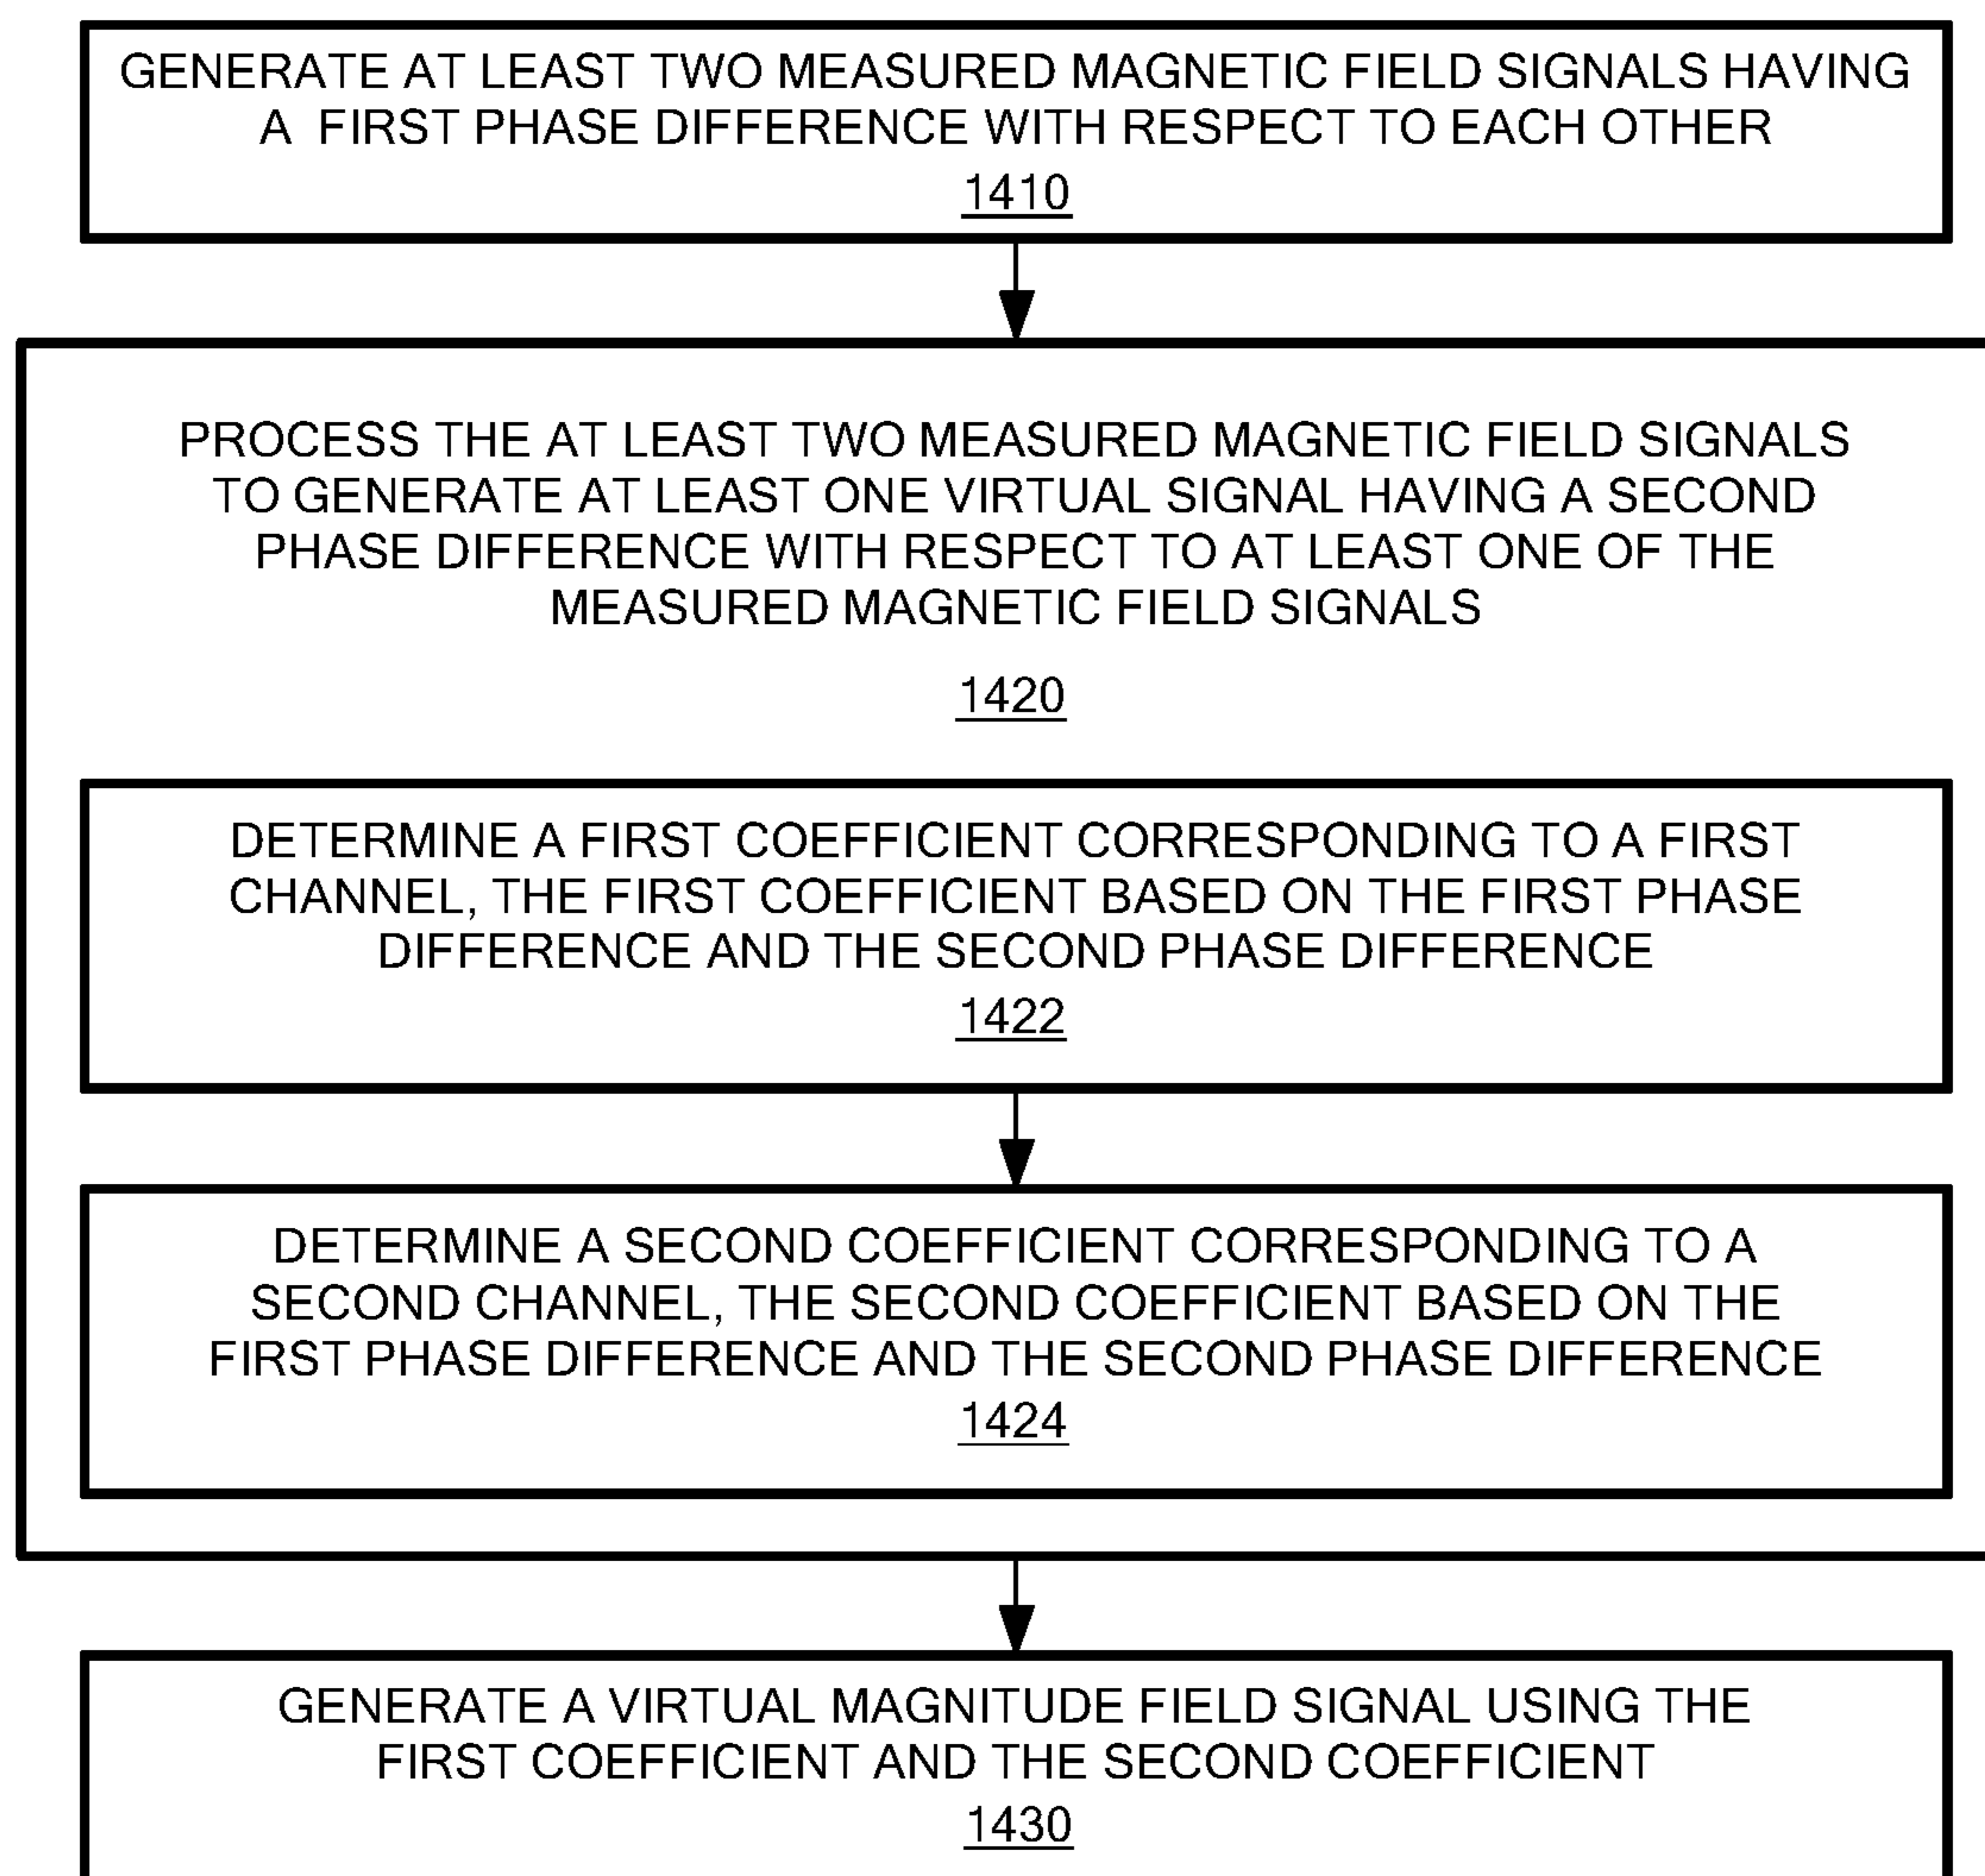 GENERATE AT LEAST TWO MEASURED MAGNETIC FIELD SIGNALS HAVING
A FIRST PHASE DIFFERENCE WITH RESPECT TO EACH OTHER
1410
PROCESS THE AT LEAST TWO MEASURED MAGNETIC FIELD SIGNALS
TO GENERATE AT LEAST ONE VIRTUAL SIGNAL HAVING A SECOND
PHASE DIFFERENCE WITH RESPECT TO AT LEAST ONE OF THE
MEASURED MAGNETIC FIELD SIGNALS
1420
DETERMINE A FIRST COEFFICIENT CORRESPONDING TO A FIRST
CHANNEL, THE FIRST COEFFICIENT BASED ON THE FIRST PHASE
DIFFERENCE AND THE SECOND PHASE DIFFERENCE
1422
DETERMINE A SECOND COEFFICIENT CORRESPONDING TO A
SECOND CHANNEL, THE SECOND COEFFICIENT BASED ON THE
FIRST PHASE DIFFERENCE AND THE SECOND PHASE DIFFERENCE
1424
GENERATE A VIRTUAL MAGNITUDE FIELD SIGNAL USING THE
FIRST COEFFICIENT AND THE SECOND COEFFICIENT
1430